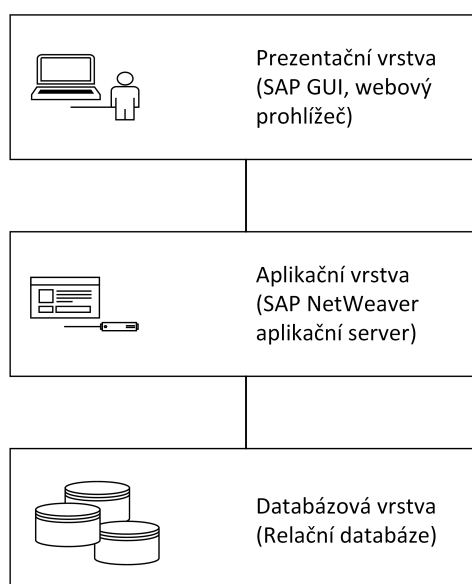 Prezentační vrstva
(SAP GUI, webový
prohlížeč)
Aplikační vrstva
(SAP NetWeaver
aplikační server)
Databázová vrstva
(Relační databáze)